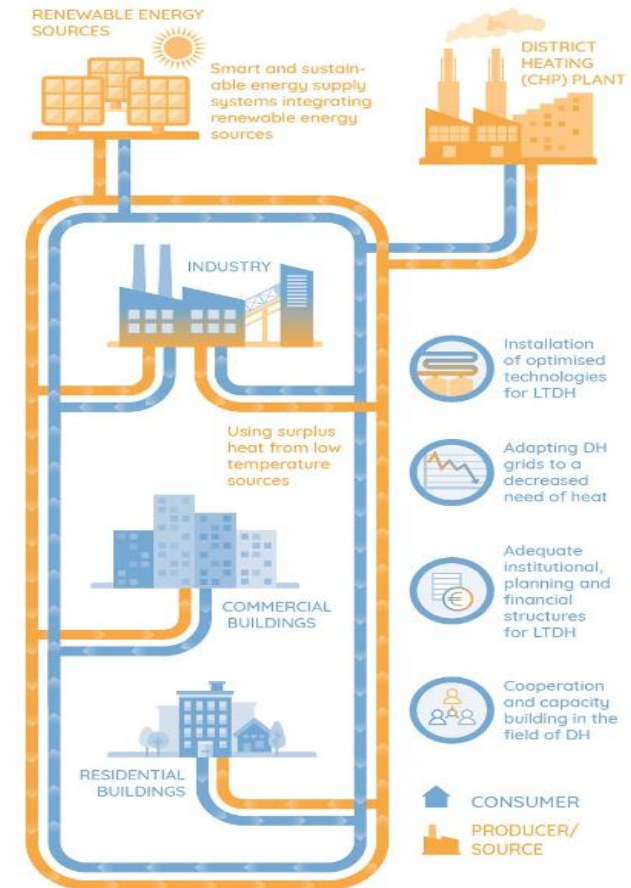 RENEWABLE ENERGY
SOURCES
Smart and sustain-
able energy supply
systems integrating
renewable energy
sources
DISTRICT
HEATING
(CHP) PLANT
INDUSTRY
Using surplus
heat from low
temperature
sources
COMMERCIAL
BUILDINGS
RESIDENTIAL
BUILDINGS
Installation
of optimised
technologies
for LTDH
Adapting DH
grids to a
decreased
need of heat
Adequate
institutional,
planning and
financial
structures
for LTDH
€
Cooperation
and capacity
building in the
field of DH
CONSUMER
PRODUCER/
SOURCE